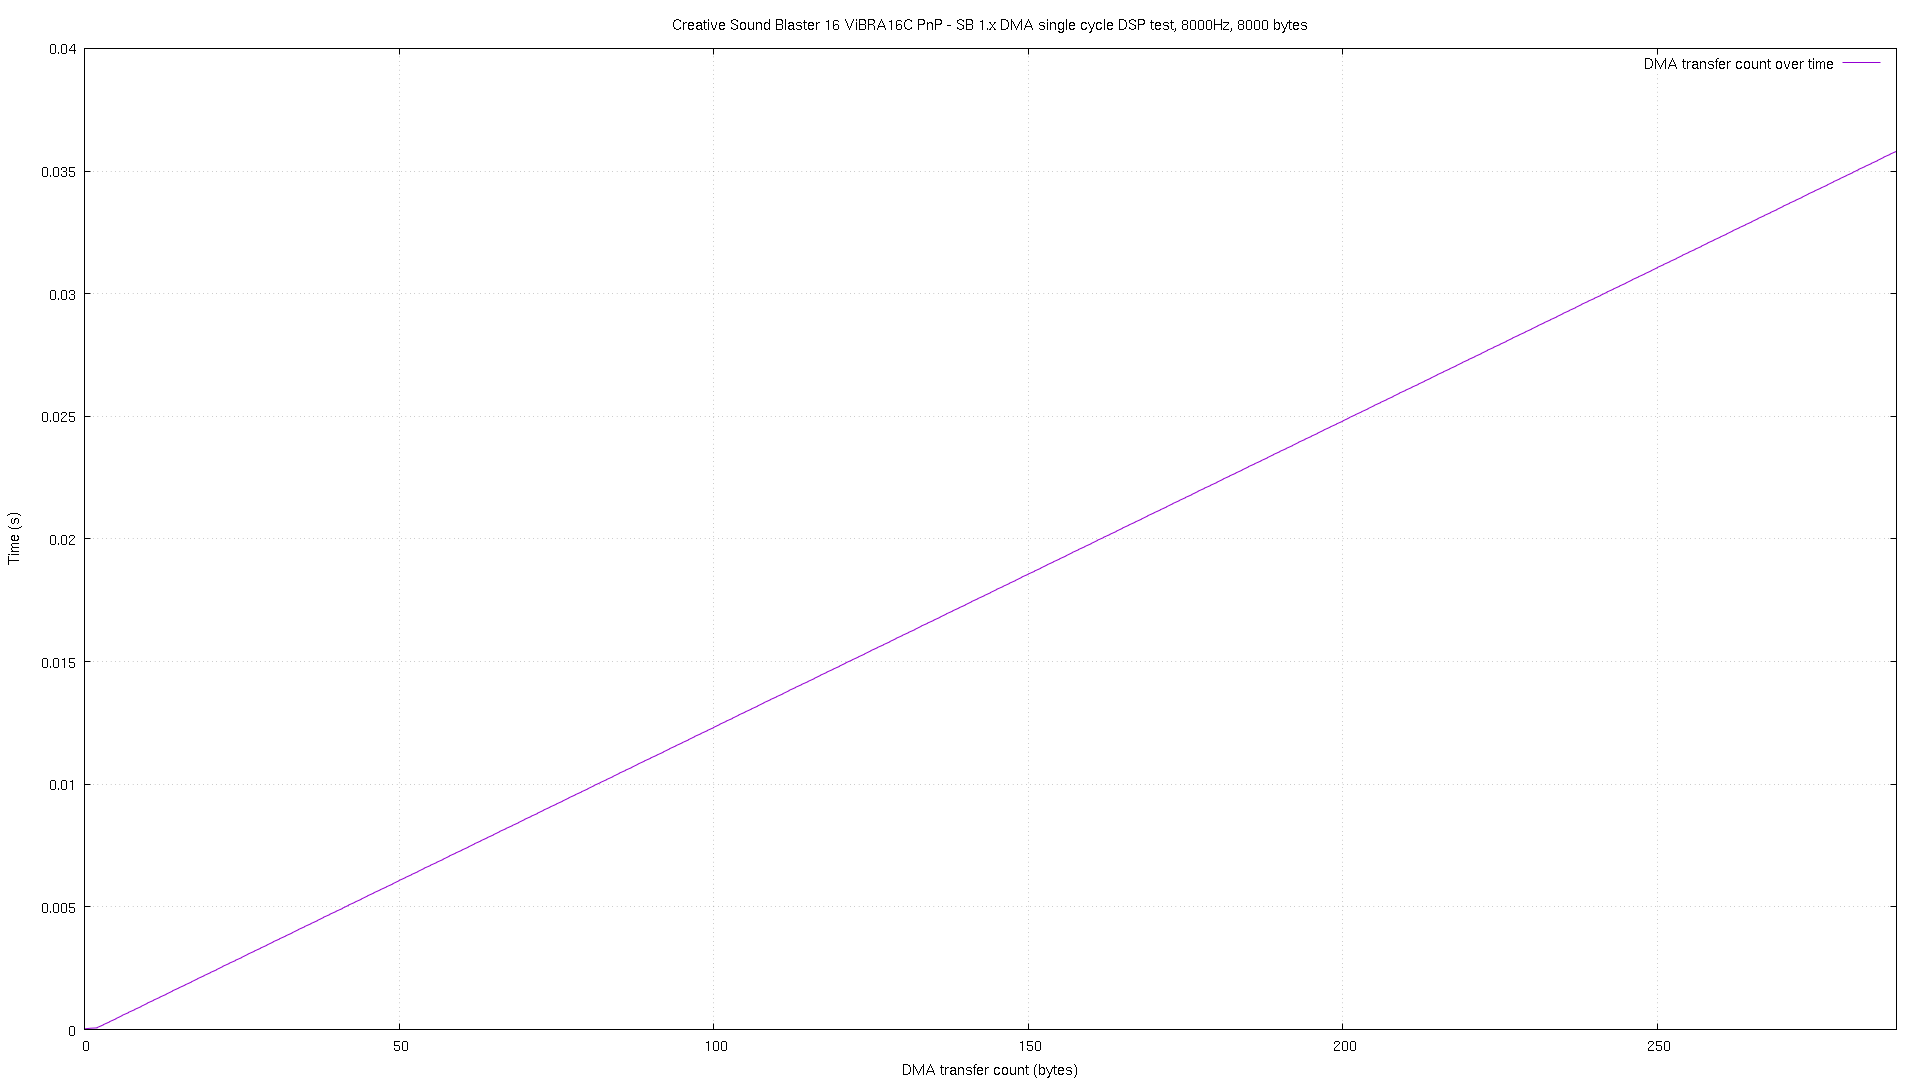 Creative Sound Blaster 16 ViBRA16C PnP - SB 1.x DMA single cycle DSP test, 8000Hz, 8000 bytes
DMA transfer count over time
0.04
0.035
0.03
0.025
0.02
0.015
0.01
0.005
0
Time (s)
0 50 100 150 200 250
DMA transfer count (bytes)